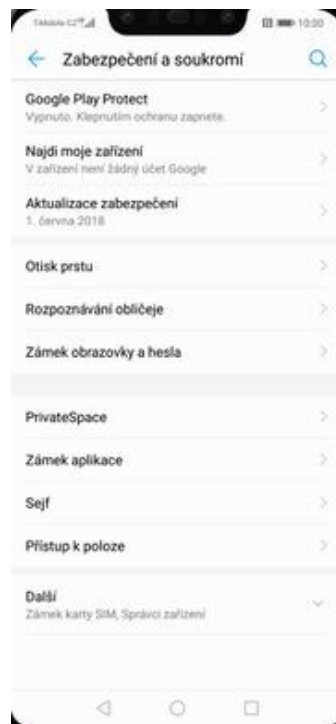 10:00
Zabezpečení a soukromí
Google Play Protect
Vypnuto. Klepnutím ochranu zapnete.
Najdi moje zařízení
V zařízení není žádný účet Google
Aktualizace zabezpečení
1. června 2018
Otisk prstu
Rozpoznávání obličeje
Zámek obrazovky a hesla
PrivateSpace
Zámek aplikace
Sejf
Přístup k poloze
Další
Zámek karty SIM, Správci zařízení